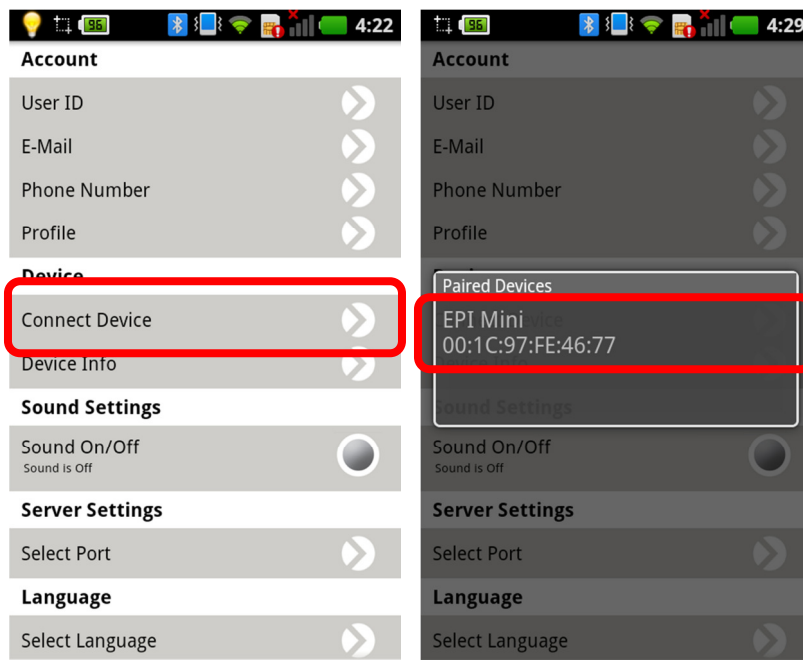 96 4:22
Account
User ID
E-Mail
Phone Number
Profile
Device
Connect Device
Device Info
Sound Settings
Sound On/Off
Sound is Off
Server Settings
Select Port
Language
Select Language
96 4:29
Account
User ID
E-Mail
Phone Number
Profile
Paired Devices
EPI Mini
00:1C:97:FE:46:77
Sound Settings
Sound On/Off
Sound is Off
Server Settings
Select Port
Language
Select Language